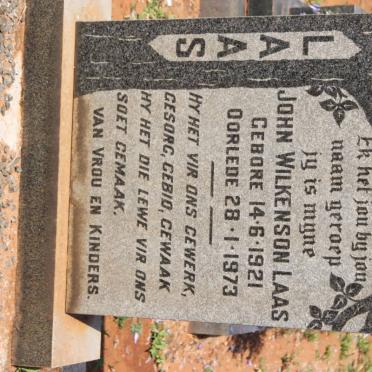 LAAS
Ek het jou by jou
naam geroep
jy is myne
JOHN WILKENSON LAAS
GEBORE 14·6·1921
OORLEDE 28·1·1973
HY HET VIR ONS GEWERK,
GESORG, GEBID, GEWAAK
HY HET DIE LEWE VIR ONS
SOET GEMAAK.
VAN VROU EN KINDERS.